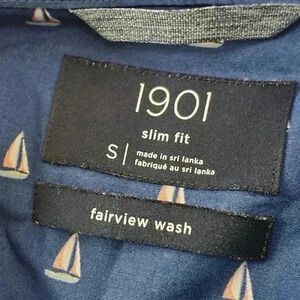 1901
slim fit
S | made in sri lanka
fabriqué au sri lanka
fairview wash